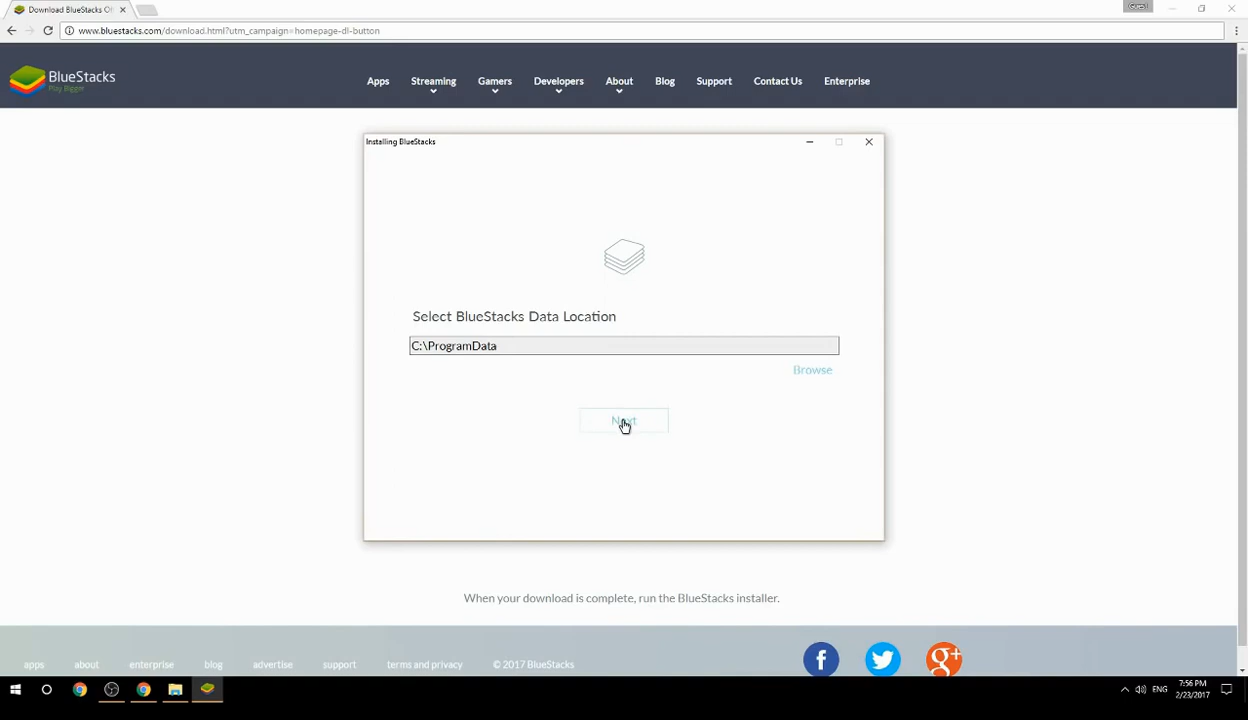 Download BlueStacks Of
Guest
www.bluestacks.com/download.html?utm_campaign=homepage-dl-button
BlueStacks
Play Bigger
Apps
Streaming
Gamers
Developers
About
Blog
Support
Contact Us
Enterprise
Installing BlueStacks
Select BlueStacks Data Location
C:\ProgramData
Browse
Next
When your download is complete, run the BlueStacks installer.
apps
about
enterprise
blog
advertise
support
terms and privacy
© 2017 BlueStacks
f
g+
ENG
7:56 PM
2/23/2017